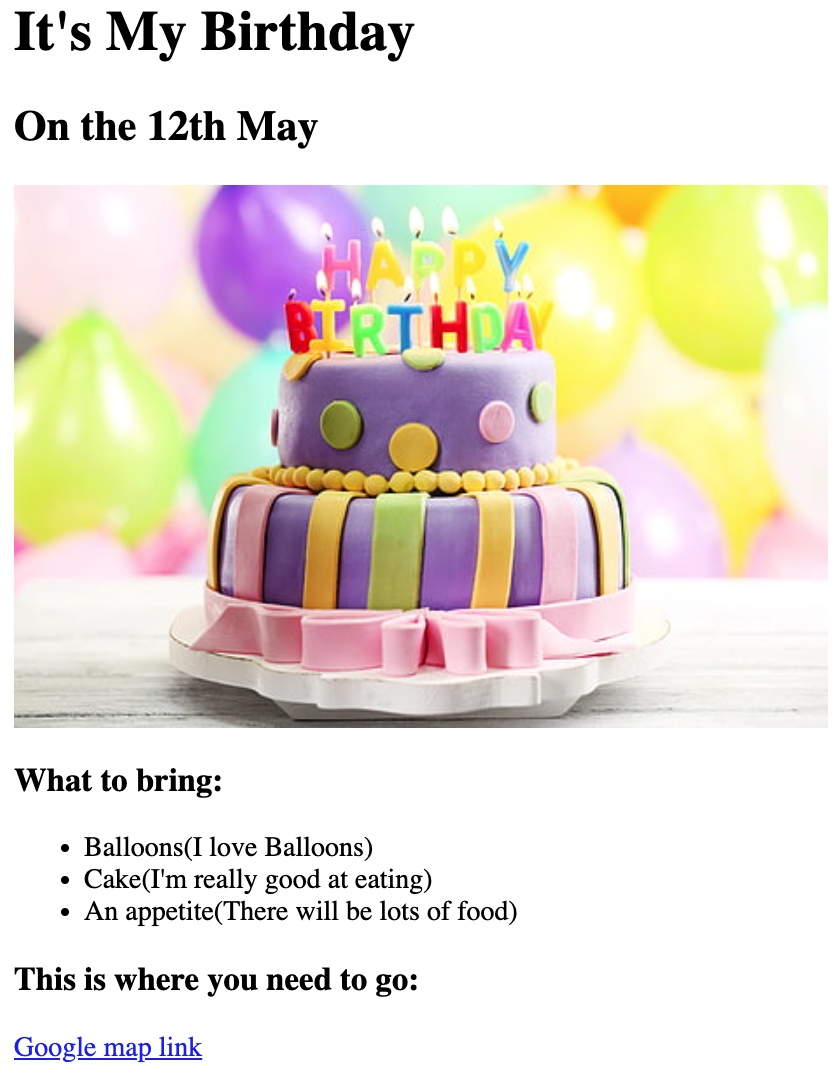 It's My Birthday
On the 12th May
HAPPY
BIRTHDAY
What to bring:
Balloons(I love Balloons)
Cake(I'm really good at eating)
An appetite(There will be lots of food)
This is where you need to go:
Google map link